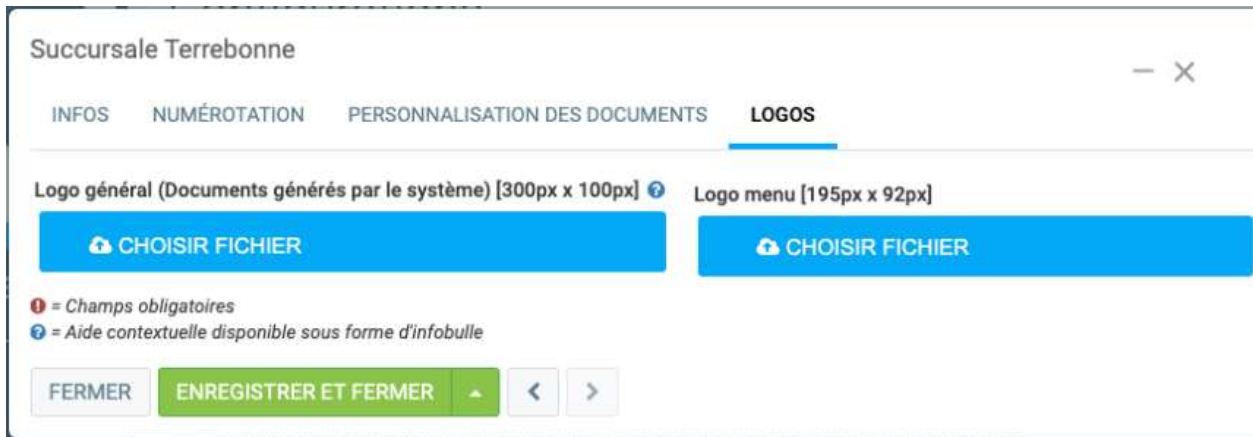 Succursale Terrebonne
INFOS NUMÉROTATION PERSONNALISATION DES DOCUMENTS LOGOS
Logo général (Documents générés par le système) [300px x 100px] Logo menu [195px x 92px]
CHOISIR FICHIER CHOISIR FICHIER
= Champs obligatoires
= Aide contextuelle disponible sous forme d'infobulle
FERMER ENREGISTRER ET FERMER